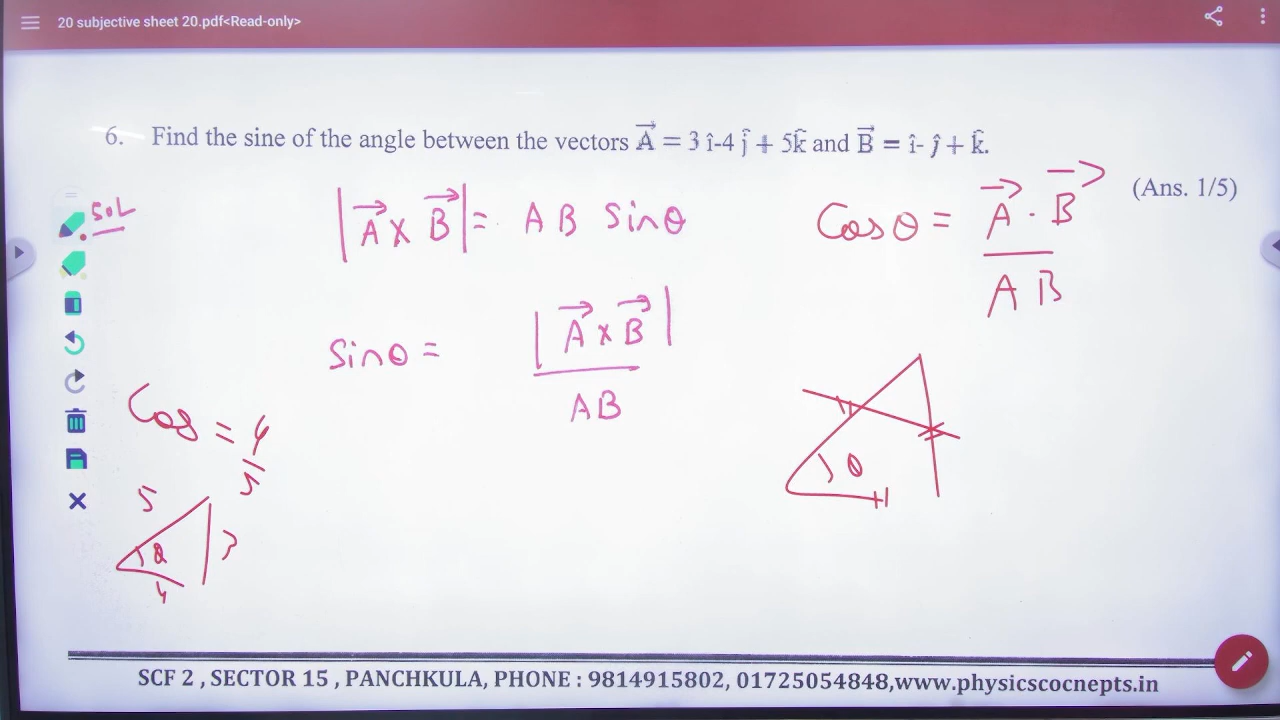 20 subjective sheet 20.pdf<Read-only>
6. Find the sine of the angle between the vectors A⃗ = 3 î-4 ĵ + 5k̂ and B⃗ = î- ĵ + k̂.
(Ans. 1/5)
SOL
|A⃗ × B⃗| = A B Sinθ
Cosθ = A⃗ · B⃗ / A B
Sinθ = |A⃗ × B⃗| / AB
Cos = 4/5
θ
5
θ
3
4
SCF 2 , SECTOR 15 , PANCHKULA, PHONE : 9814915802, 01725054848,www.physicscocnepts.in